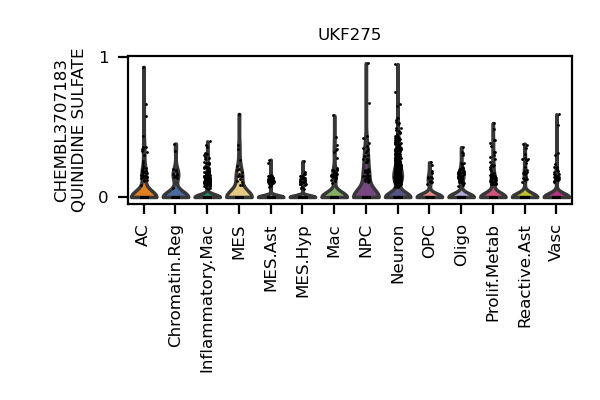 UKF275
CHEMBL3707183
QUINIDINE SULFATE
1
0
AC
Chromatin.Reg
Inflammatory.Mac
MES
MES.Ast
MES.Hyp
Mac
NPC
Neuron
OPC
Oligo
Prolif.Metab
Reactive.Ast
Vasc